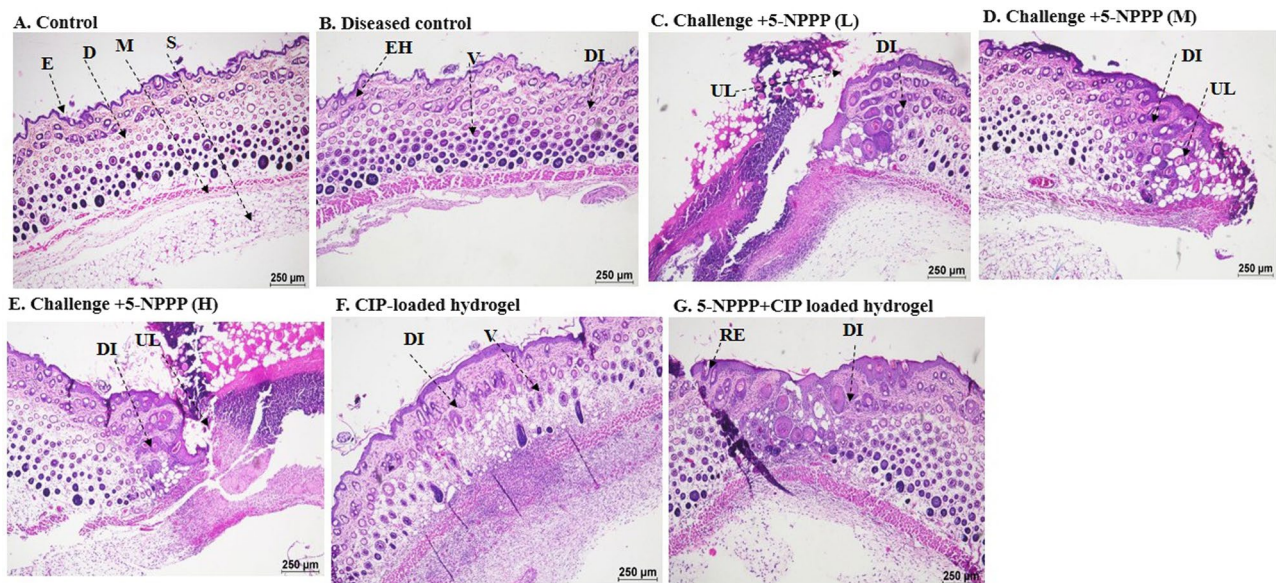 A. Control
E D M S
250 μm
B. Diseased control
EH V DI
250 μm
C. Challenge +5-NPPP (L)
DI
UL
250 μm
D. Challenge +5-NPPP (M)
DI
UL
250 μm
E. Challenge +5-NPPP (H)
UL
DI
250 μm
F. CIP-loaded hydrogel
DI V
250 μm
G. 5-NPPP+CIP loaded hydrogel
RE DI
250 μm